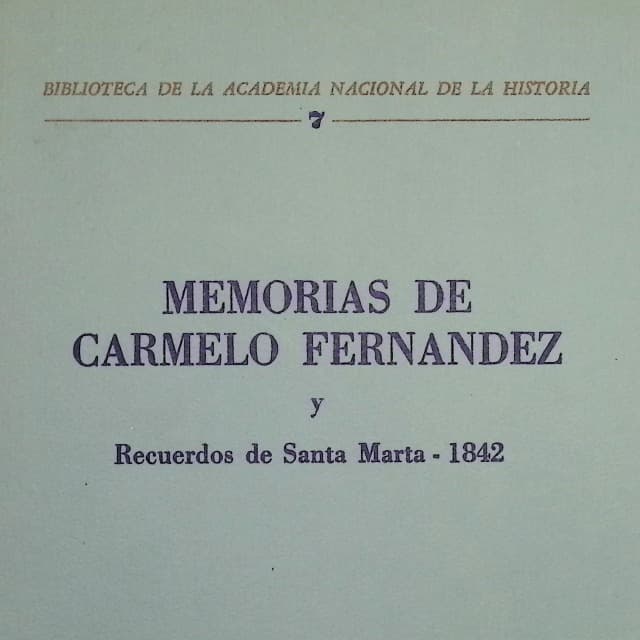 BIBLIOTECA DE LA ACADEMIA NACIONAL DE LA HISTORIA
7
MEMORIAS DE
CARMELO FERNANDEZ
y
Recuerdos de Santa Marta - 1842